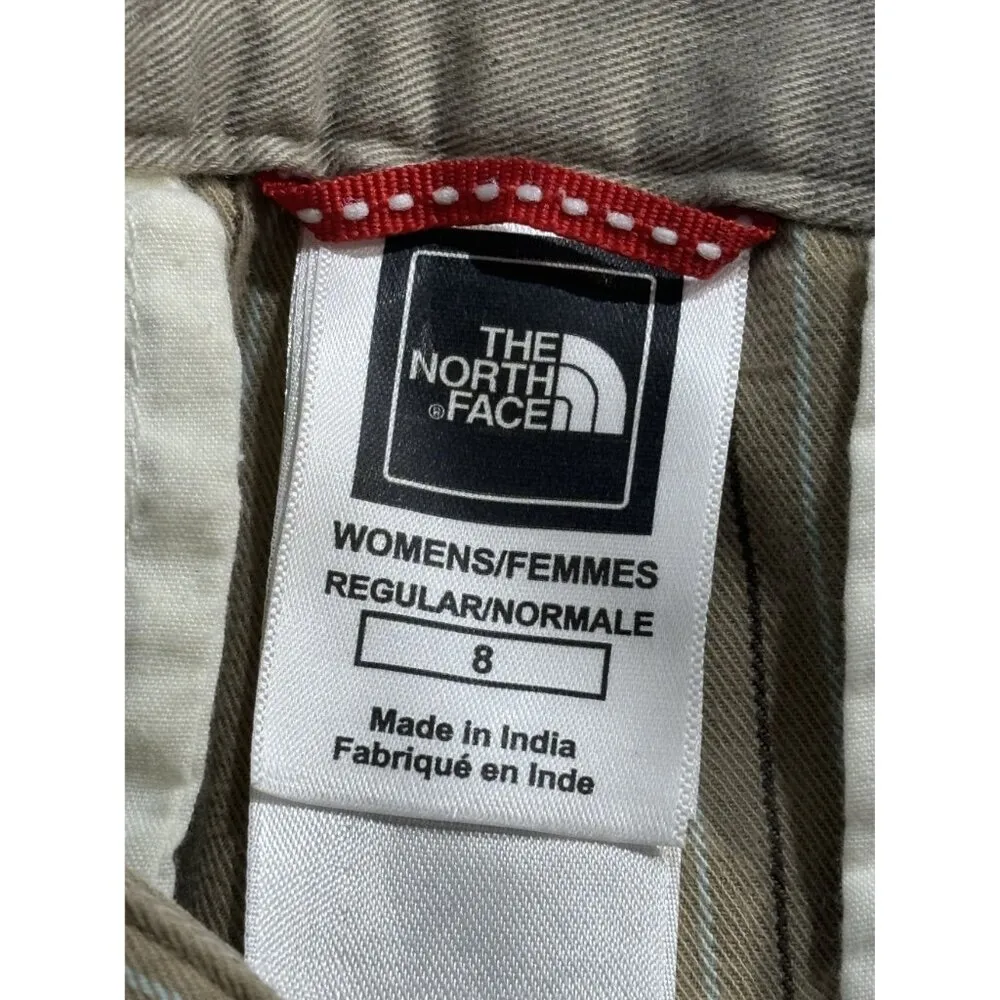 THE
NORTH
® FACE
WOMENS/FEMMES
REGULAR/NORMALE
8
Made in India
Fabriqué en Inde